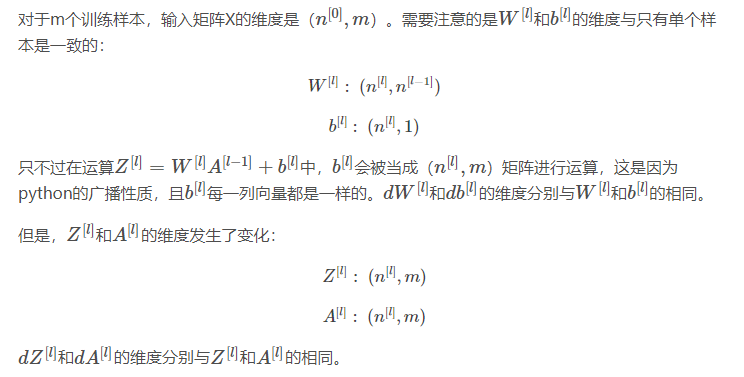 对于m个训练样本，输入矩阵X的维度是（$n^{[0]}, m$）。需要注意的是$W^{[l]}$和$b^{[l]}$的维度与只有单个样
本是一致的：
$W^{[l]}: (n^{[l]}, n^{[l-1]})$
$b^{[l]}: (n^{[l]}, 1)$
只不过在运算$Z^{[l]} = W^{[l]}A^{[l-1]} + b^{[l]}$中，$b^{[l]}$会被当成（$n^{[l]}, m$）矩阵进行运算，这是因为
python的广播性质，且$b^{[l]}$每一列向量都是一样的。$dW^{[l]}$和$db^{[l]}$的维度分别与$W^{[l]}$和$b^{[l]}$的相同。
但是，$Z^{[l]}$和$A^{[l]}$的维度发生了变化：
$Z^{[l]}: (n^{[l]}, m)$
$A^{[l]}: (n^{[l]}, m)$
$dZ^{[l]}$和$dA^{[l]}$的维度分别与$Z^{[l]}$和$A^{[l]}$的相同。